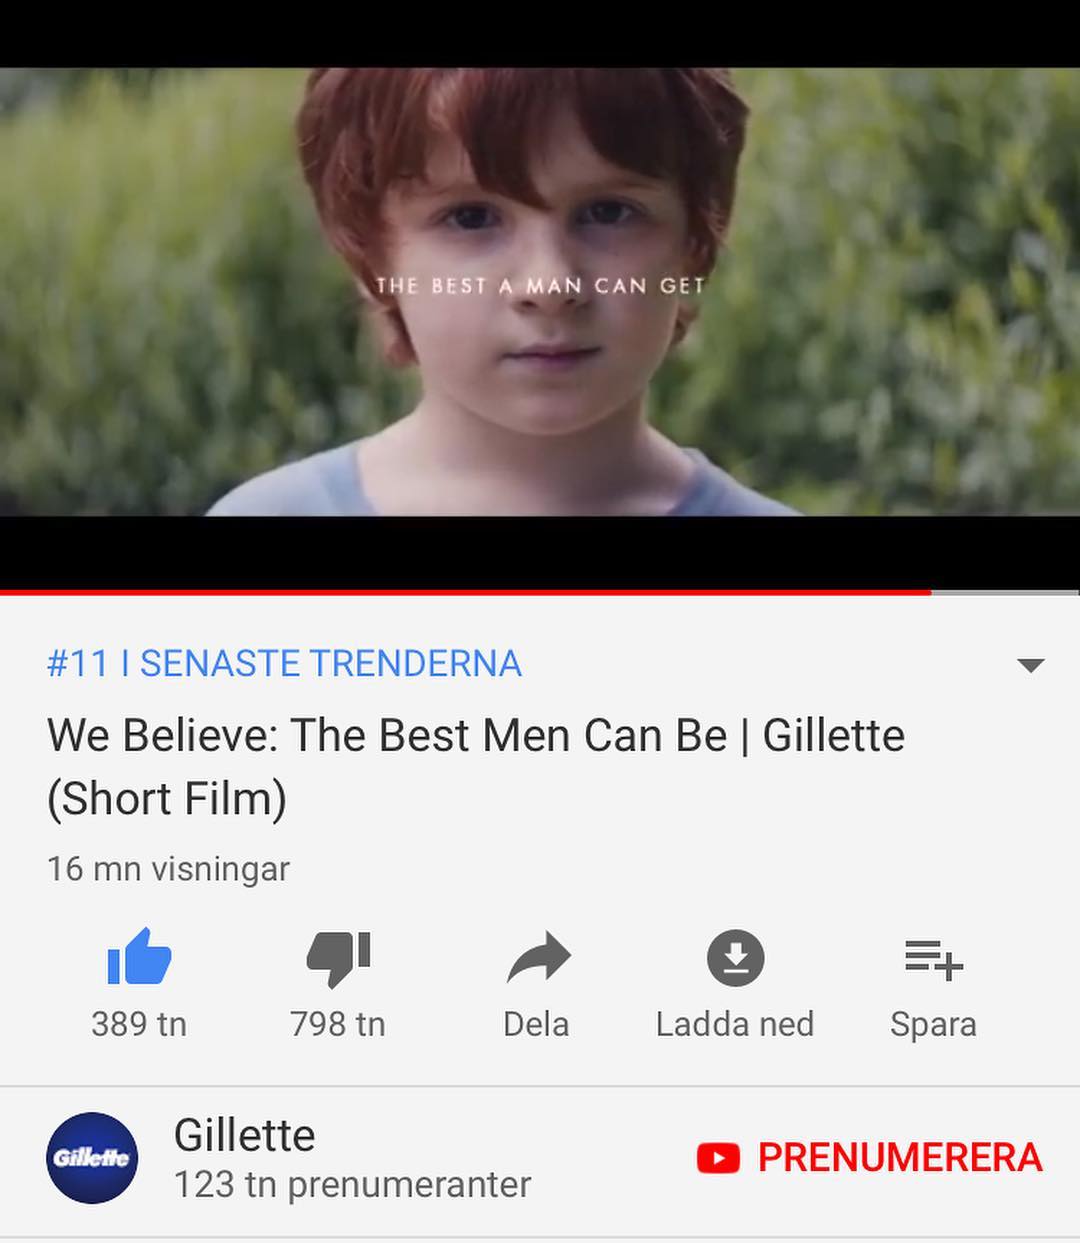 THE BEST A MAN CAN GET
#11 I SENASTE TRENDERNA
We Believe: The Best Men Can Be | Gillette
(Short Film)
16 mn visningar
389 tn 798 tn Dela Ladda ned Spara
Gillette
Gillette
123 tn prenumeranter
PRENUMERERA